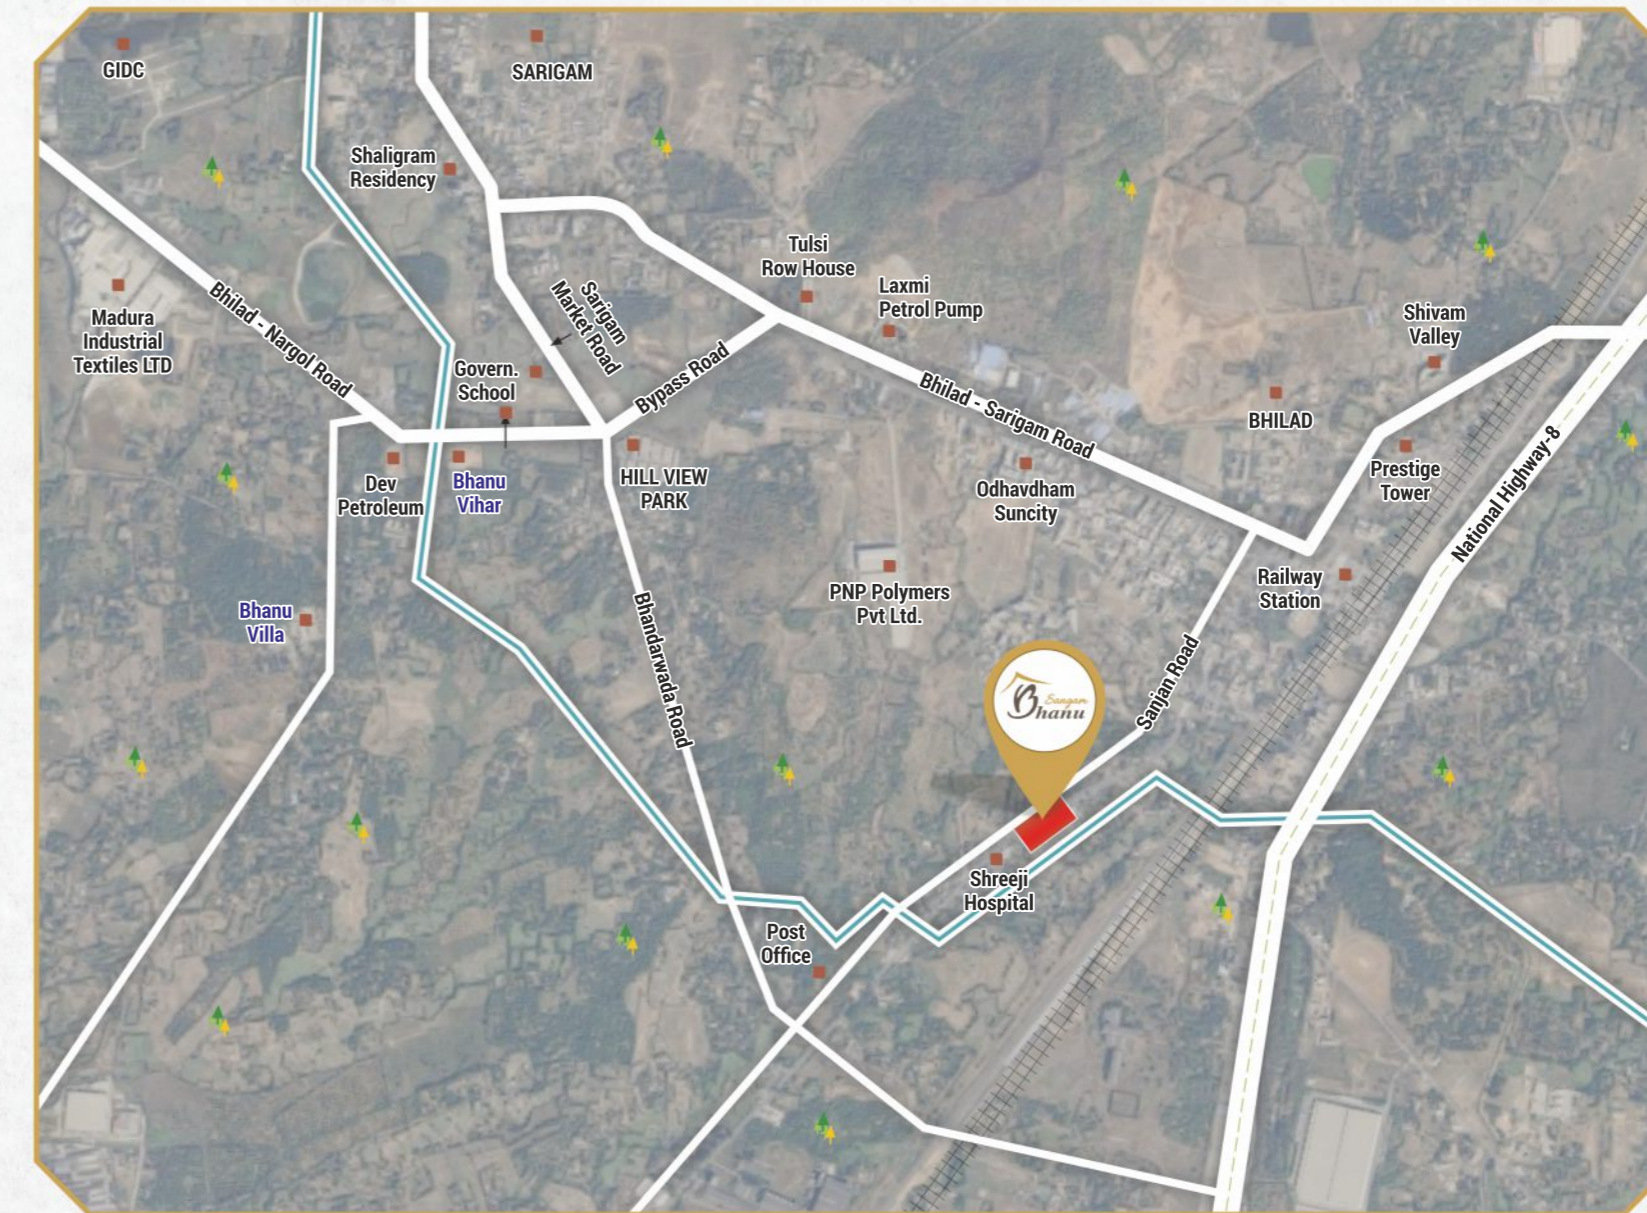 GIDC
SARIGAM
Shaligram
Residency
Tulsi
Row House
Laxmi
Petrol Pump
Sarigam
Market Road
Madura
Industrial
Textiles LTD
Bhilad - Nargol Road
Govern.
School
Bypass Road
Bhilad - Sarigam Road
Shivam
Valley
BHILAD
Prestige
Tower
National Highway-8
Dev
Petroleum
Bhanu
Vihar
HILL VIEW
PARK
Odhavdham
Suncity
PNP Polymers
Pvt Ltd.
Railway
Station
Bhanu
Villa
Bhandarwada Road
Sanjan Road
Sangam
Bhanu
Shreeji
Hospital
Post
Office